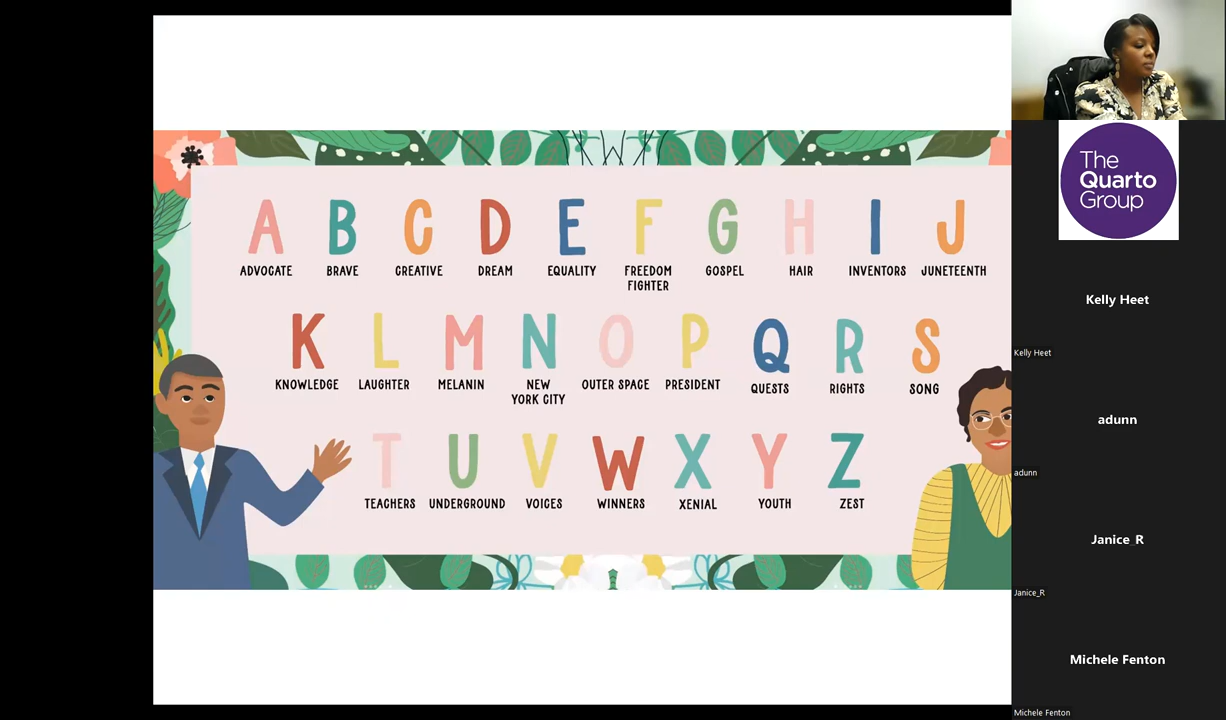 A B C D E F G H I J
ADVOCATE BRAVE CREATIVE DREAM EQUALITY FREEDOM GOSPEL HAIR INVENTORS JUNETEENTH
FIGHTER
K L M N O P Q R S
KNOWLEDGE LAUGHTER MELANIN NEW OUTER SPACE PRESIDENT QUESTS RIGHTS SONG
YORK CITY
T U V W X Y Z
TEACHERS UNDERGROUND VOICES WINNERS XENIAL YOUTH ZEST
The
Quarto
Group
Kelly Heet
Kelly Heet
adunn
adunn
Janice_R
Janice_R
Michele Fenton
Michele Fenton